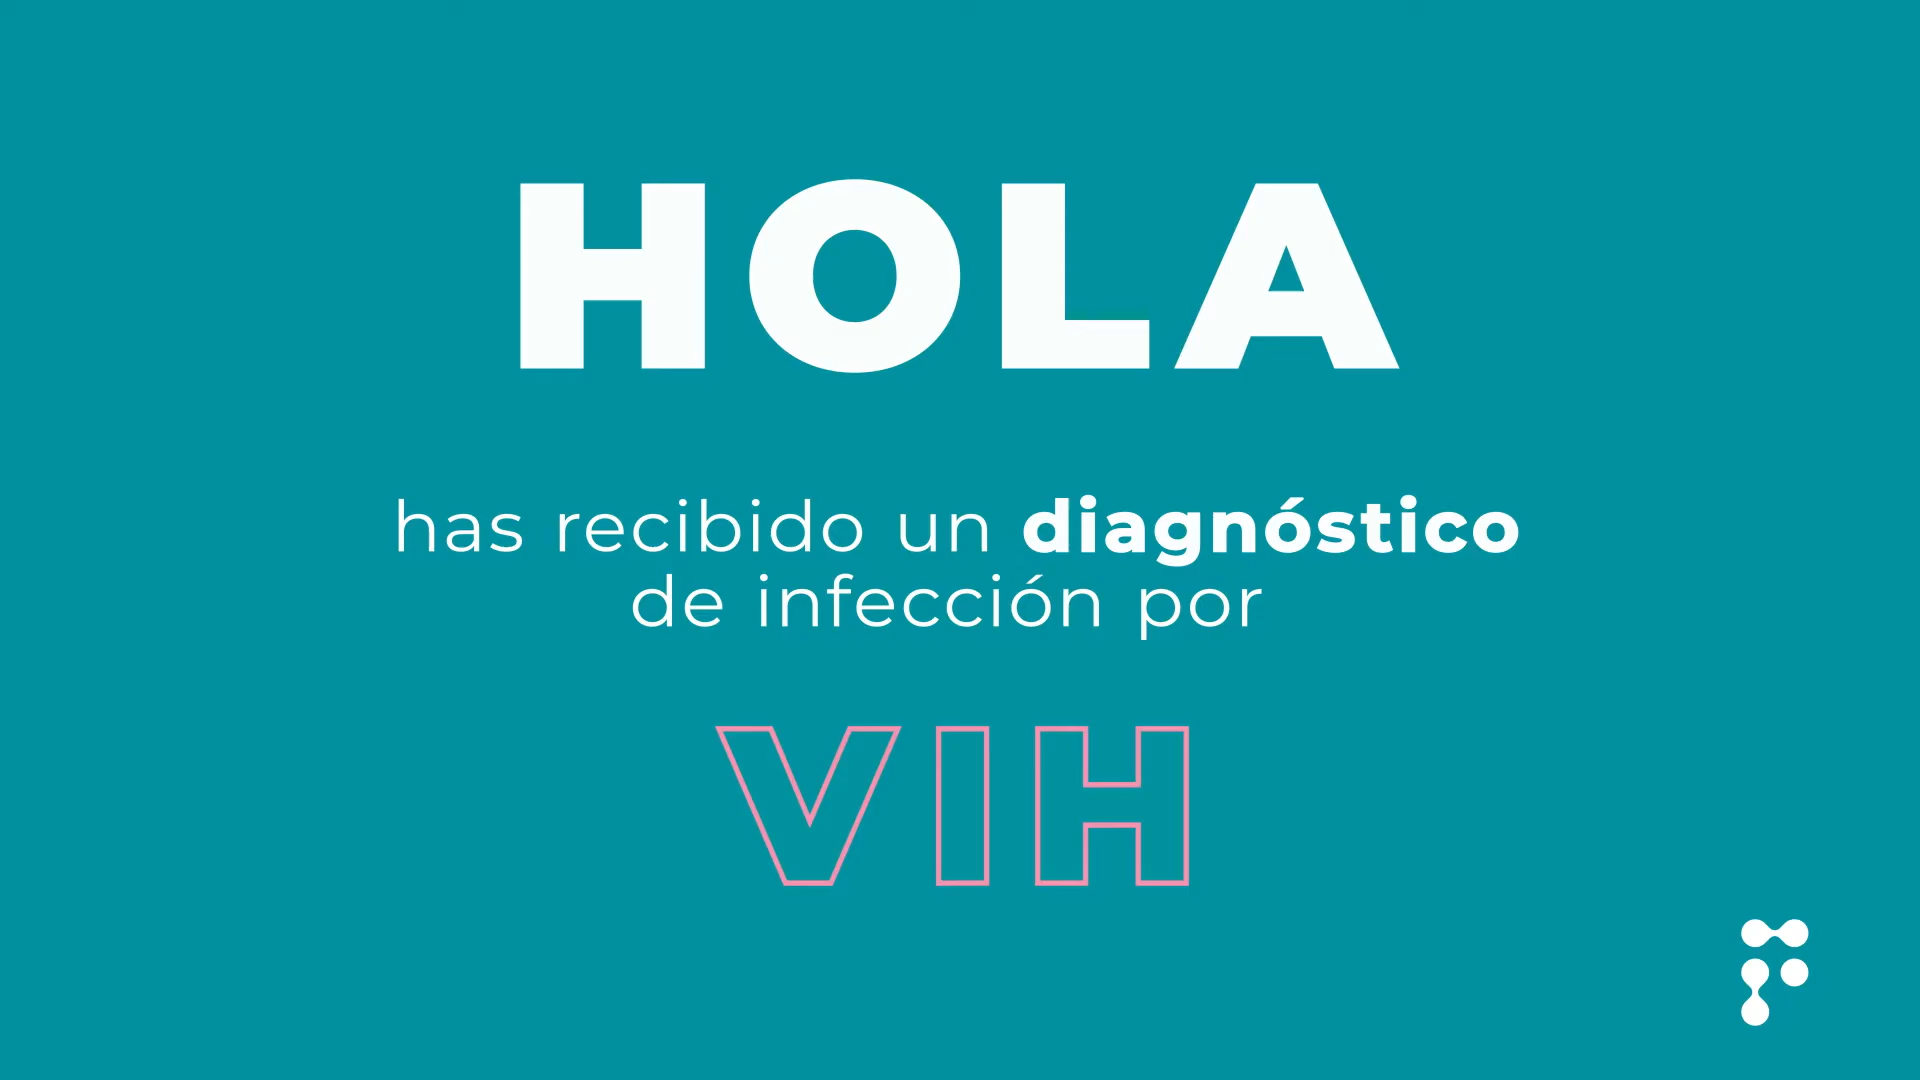 HOLA
has recibido un diagnóstico
de infección por
VIH